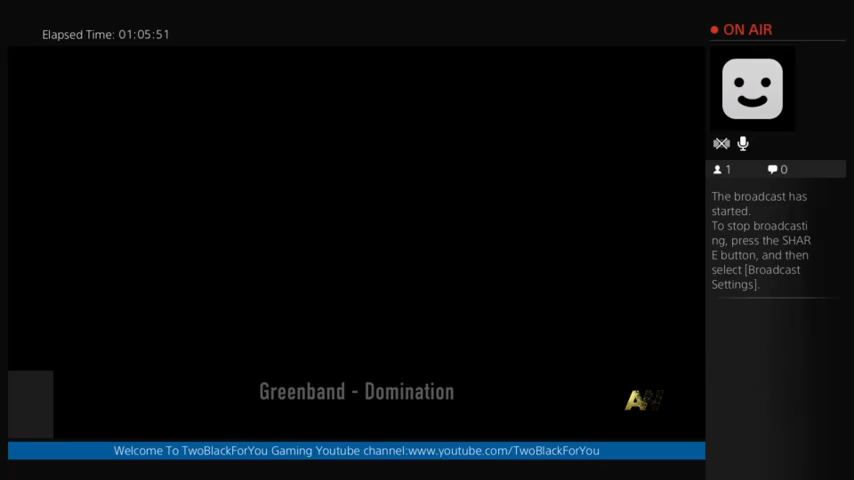 Elapsed Time: 01:05:51
ON AIR
1
0
The broadcast has
started.
To stop broadcasti
ng, press the SHAR
E button, and then
select [Broadcast
Settings].
Greenband - Domination
Welcome To TwoBlackForYou Gaming Youtube channel:www.youtube.com/TwoBlackForYou